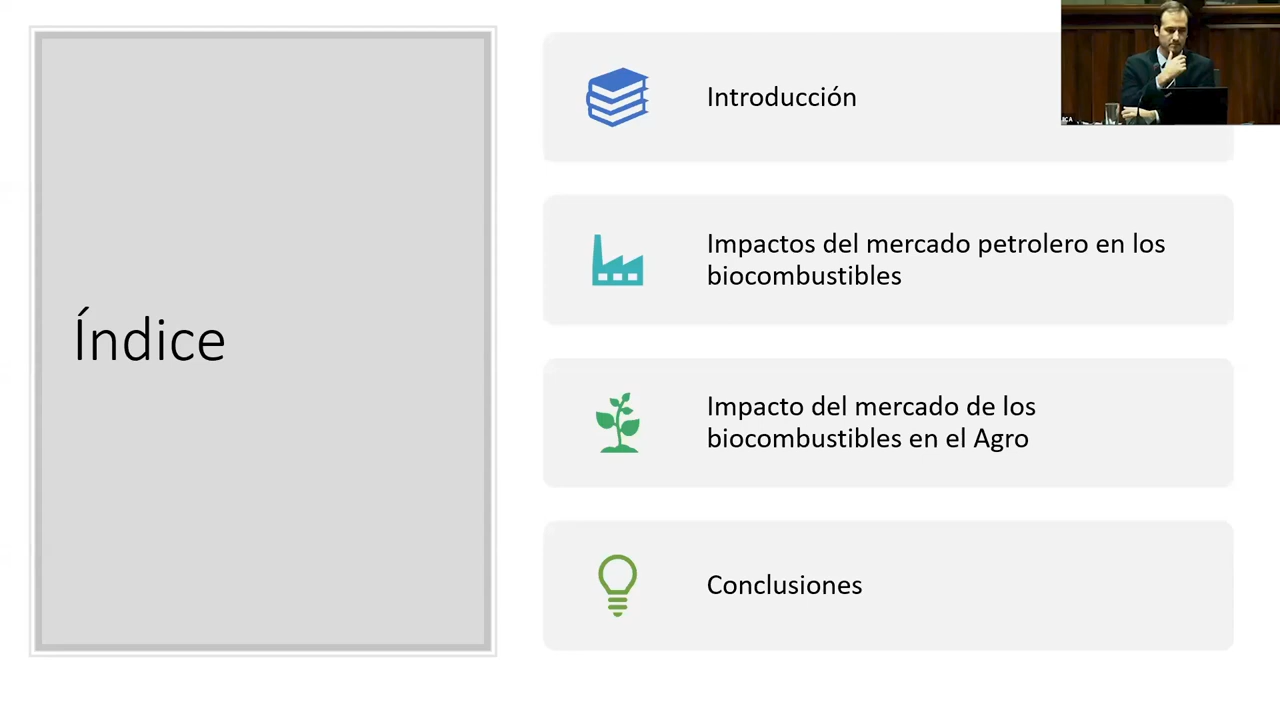 Índice
Introducción
Impactos del mercado petrolero en los
biocombustibles
Impacto del mercado de los
biocombustibles en el Agro
Conclusiones